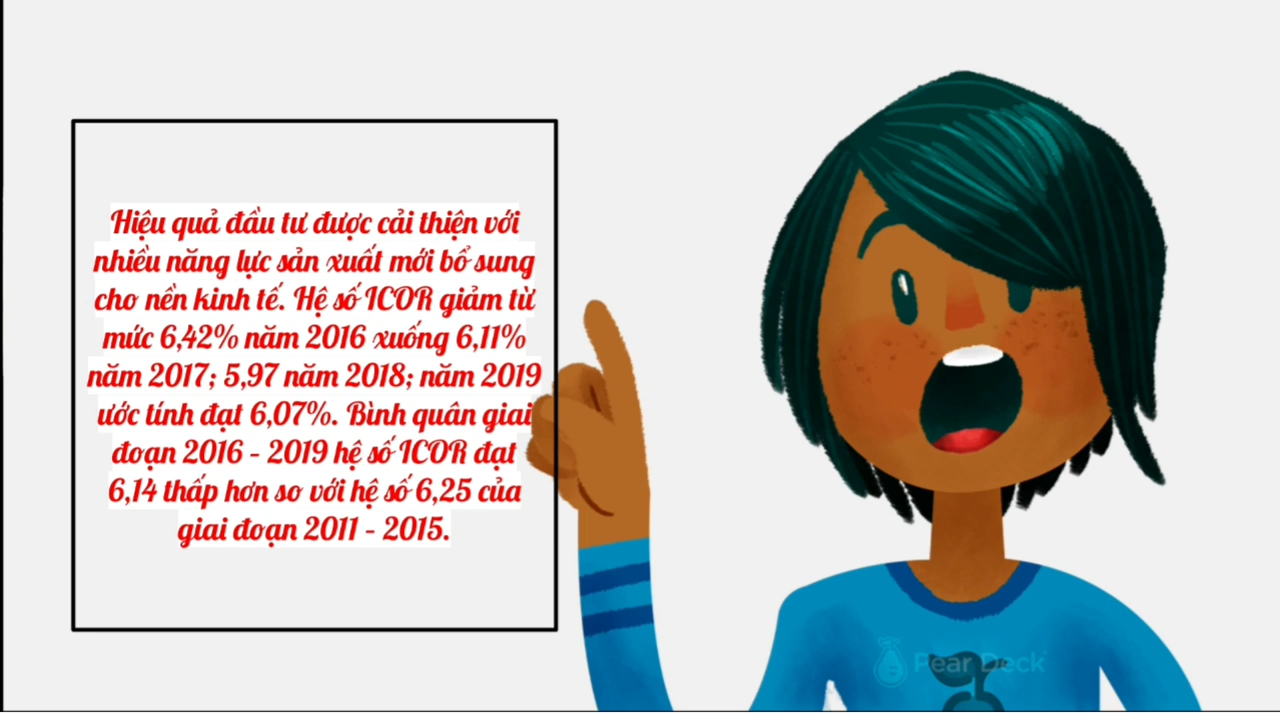 Hiệu quả đầu tư được cải thiện với
nhiều năng lực sản xuất mới bổ sung
cho nền kinh tế. Hệ số ICOR giảm từ
mức 6,42% năm 2016 xuống 6,11%
năm 2017; 5,97 năm 2018; năm 2019
ước tính đạt 6,07%. Bình quân giai
đoạn 2016 – 2019 hệ số ICOR đạt
6,14 thấp hơn so với hệ số 6,25 của
giai đoạn 2011 – 2015.
Pear Deck